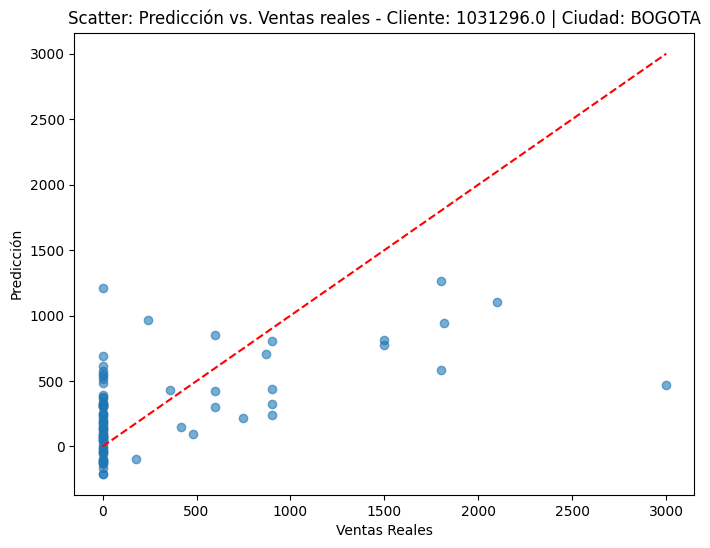 Scatter: Predicción vs. Ventas reales - Cliente: 1031296.0 | Ciudad: BOGOTA
3000
2500
2000
1500
1000
500
0
Predicción
0 500 1000 1500 2000 2500 3000
Ventas Reales